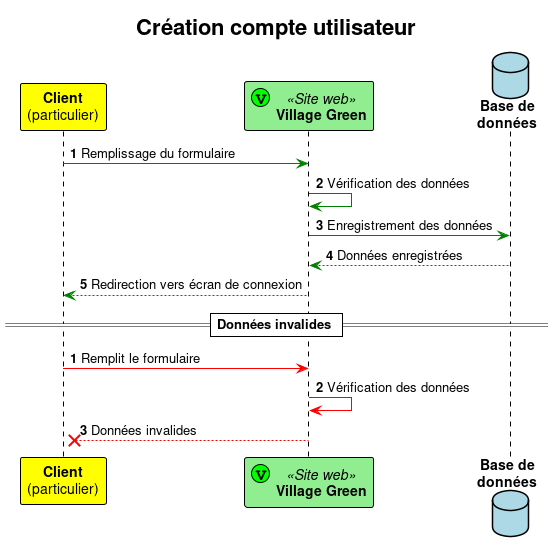 Création compte utilisateur
Client
(particulier)
V
«Site web»
Village Green
Base de
données
1 Remplissage du formulaire
2 Vérification des données
3 Enregistrement des données
4 Données enregistrées
5 Redirection vers écran de connexion
Données invalides
1 Remplit le formulaire
2 Vérification des données
3 Données invalides
Client
(particulier)
V
«Site web»
Village Green
Base de
données